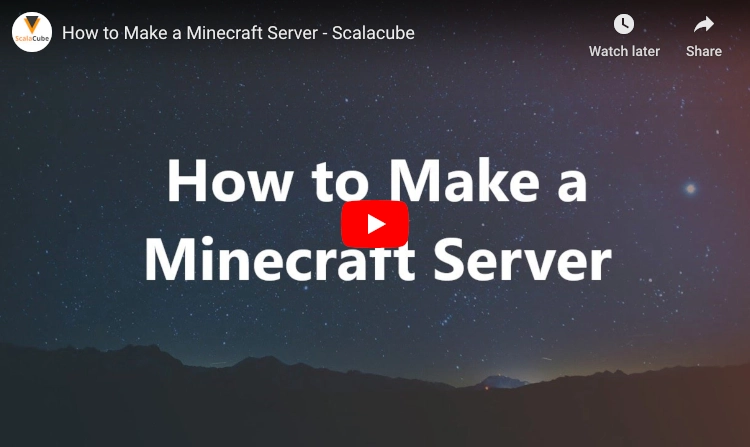 ScalaCube
How to Make a Minecraft Server - Scalacube
Watch later
Share
How to Make a
Minecraft Server